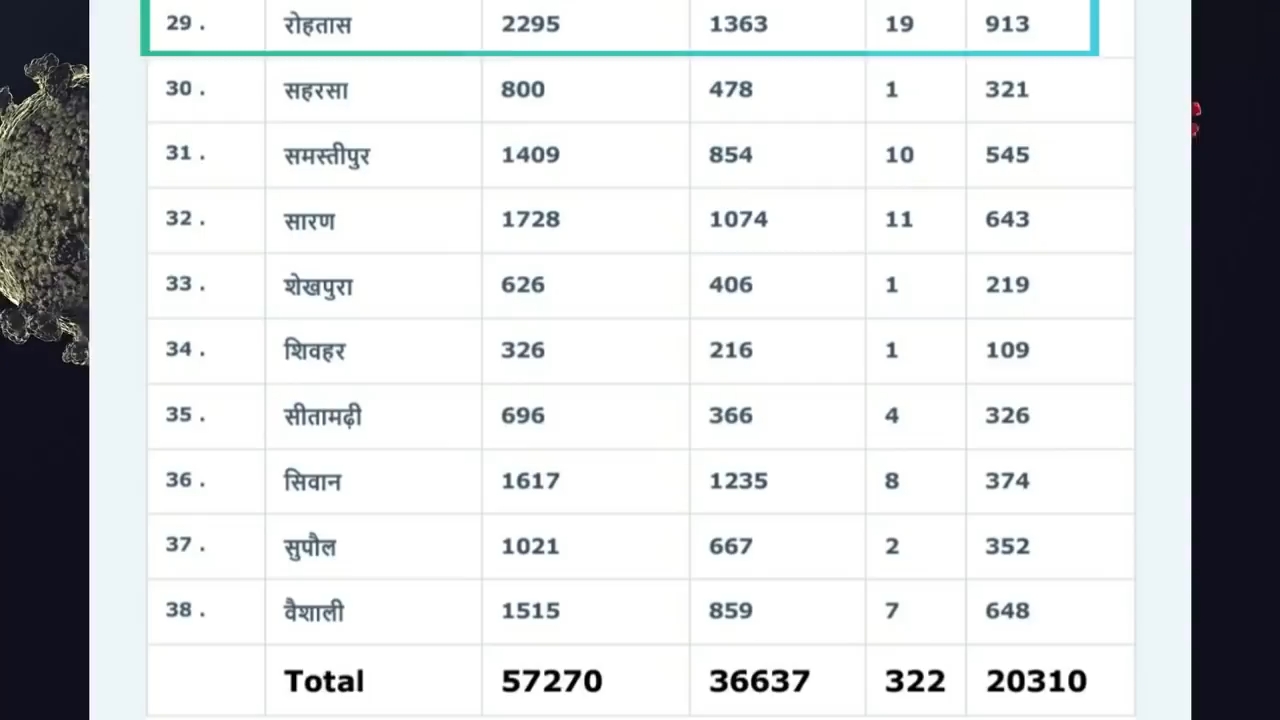 29 . रोहतास 2295 1363 19 913
30 . सहरसा 800 478 1 321
31 . समस्तीपुर 1409 854 10 545
32 . सारण 1728 1074 11 643
33 . शेखपुरा 626 406 1 219
34 . शिवहर 326 216 1 109
35 . सीतामढ़ी 696 366 4 326
36 . सिवान 1617 1235 8 374
37 . सुपौल 1021 667 2 352
38 . वैशाली 1515 859 7 648
Total 57270 36637 322 20310